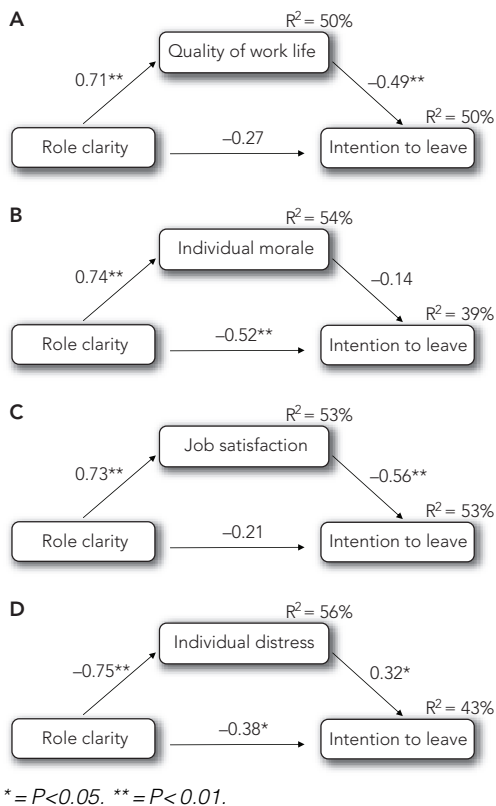 A
R² = 50%
Quality of work life
0.71**
–0.49**
R² = 50%
Role clarity
–0.27
Intention to leave
B
R² = 54%
Individual morale
0.74**
–0.14
R² = 39%
Role clarity
–0.52**
Intention to leave
C
R² = 53%
Job satisfaction
0.73**
–0.56**
R² = 53%
Role clarity
–0.21
Intention to leave
D
R² = 56%
Individual distress
–0.75**
0.32*
R² = 43%
Role clarity
–0.38*
Intention to leave
* = P<0.05. ** = P< 0.01.